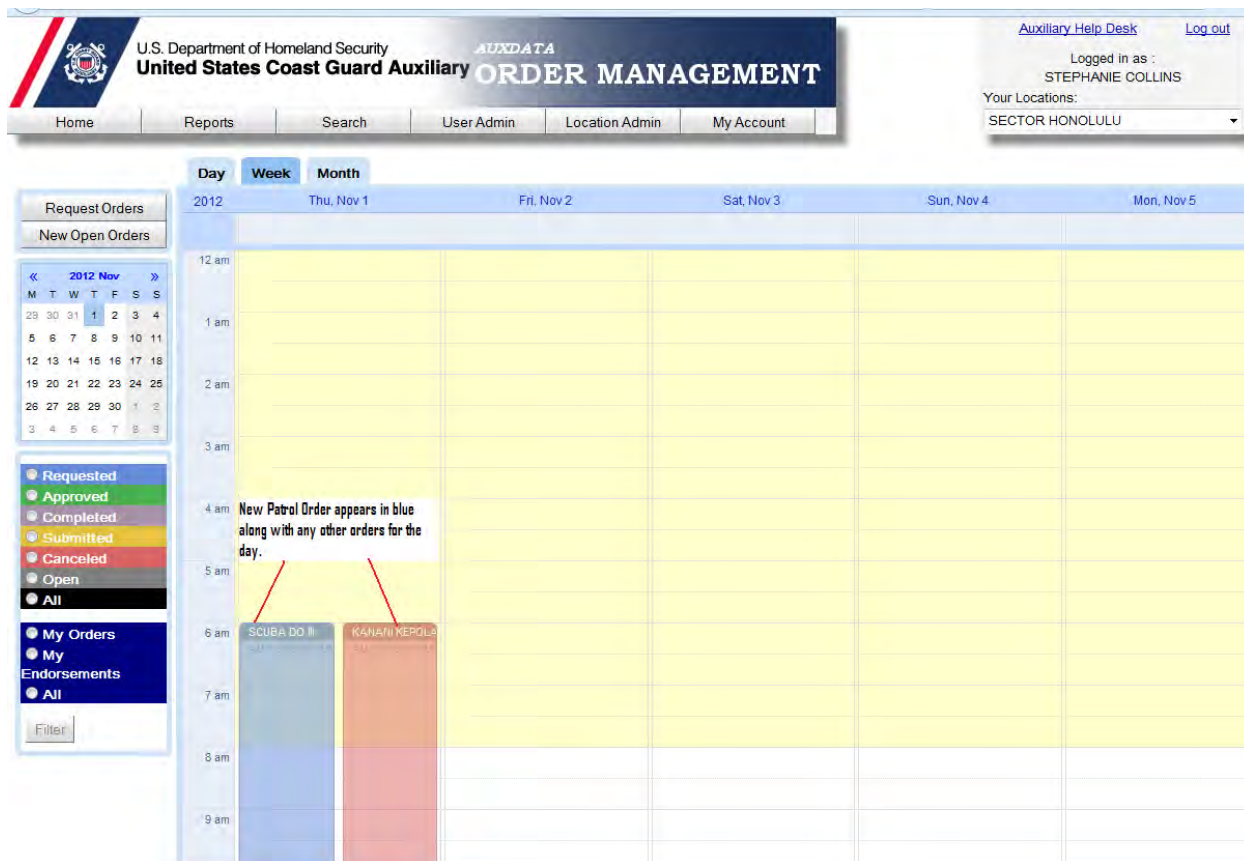 Auxiliary Help Desk Log out
U.S. Department of Homeland Security
United States Coast Guard Auxiliary
AUXDATA
ORDER MANAGEMENT
Logged in as :
STEPHANIE COLLINS
Your Locations:
SECTOR HONOLULU
Home Reports Search User Admin Location Admin My Account
Day Week Month
Request Orders
New Open Orders
2012 Thu, Nov 1 Fri, Nov 2 Sat, Nov 3 Sun, Nov 4 Mon, Nov 5
« 2012 Nov »
M T W T F S S
29 30 31 1 2 3 4
5 6 7 8 9 10 11
12 13 14 15 16 17 18
19 20 21 22 23 24 25
26 27 28 29 30 1 2
3 4 5 6 7 8 9
Requested
Approved
Completed
Submitted
Canceled
Open
All
My Orders
My
Endorsements
All
Filter
12 am
1 am
2 am
3 am
4 am
New Patrol Order appears in blue
along with any other orders for the
day.
5 am
6 am
SCUBA DO II
KANANI KEPOLA
7 am
8 am
9 am